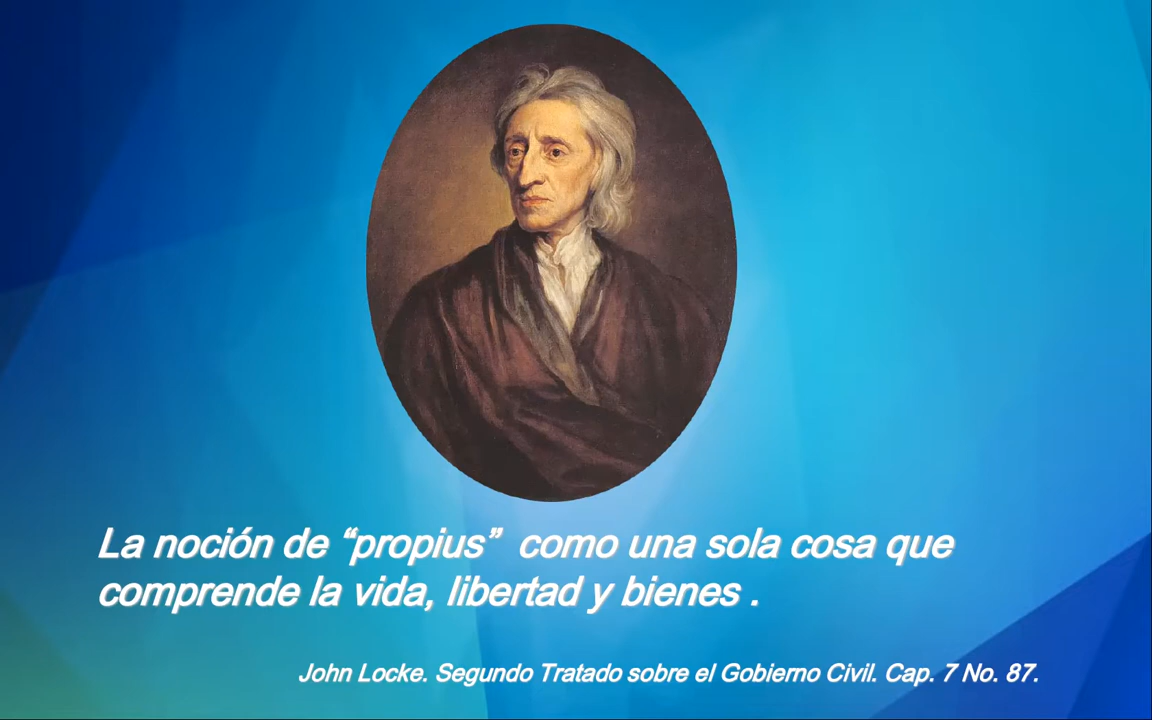 La noción de “propius” como una sola cosa que
comprende la vida, libertad y bienes .
John Locke. Segundo Tratado sobre el Gobierno Civil. Cap. 7 No. 87.